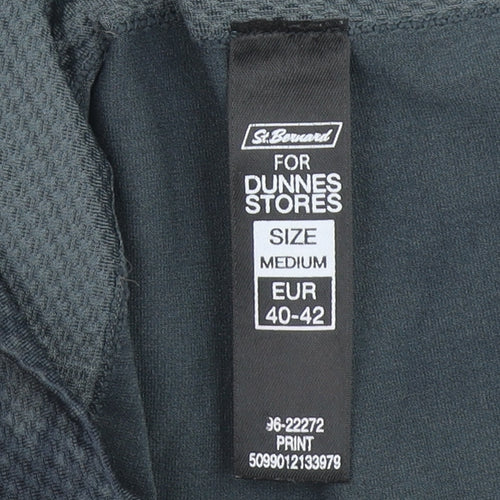 St. Bernard
FOR
DUNNES
STORES
SIZE
MEDIUM
EUR
40-42
96-22272
PRINT
5099012133979